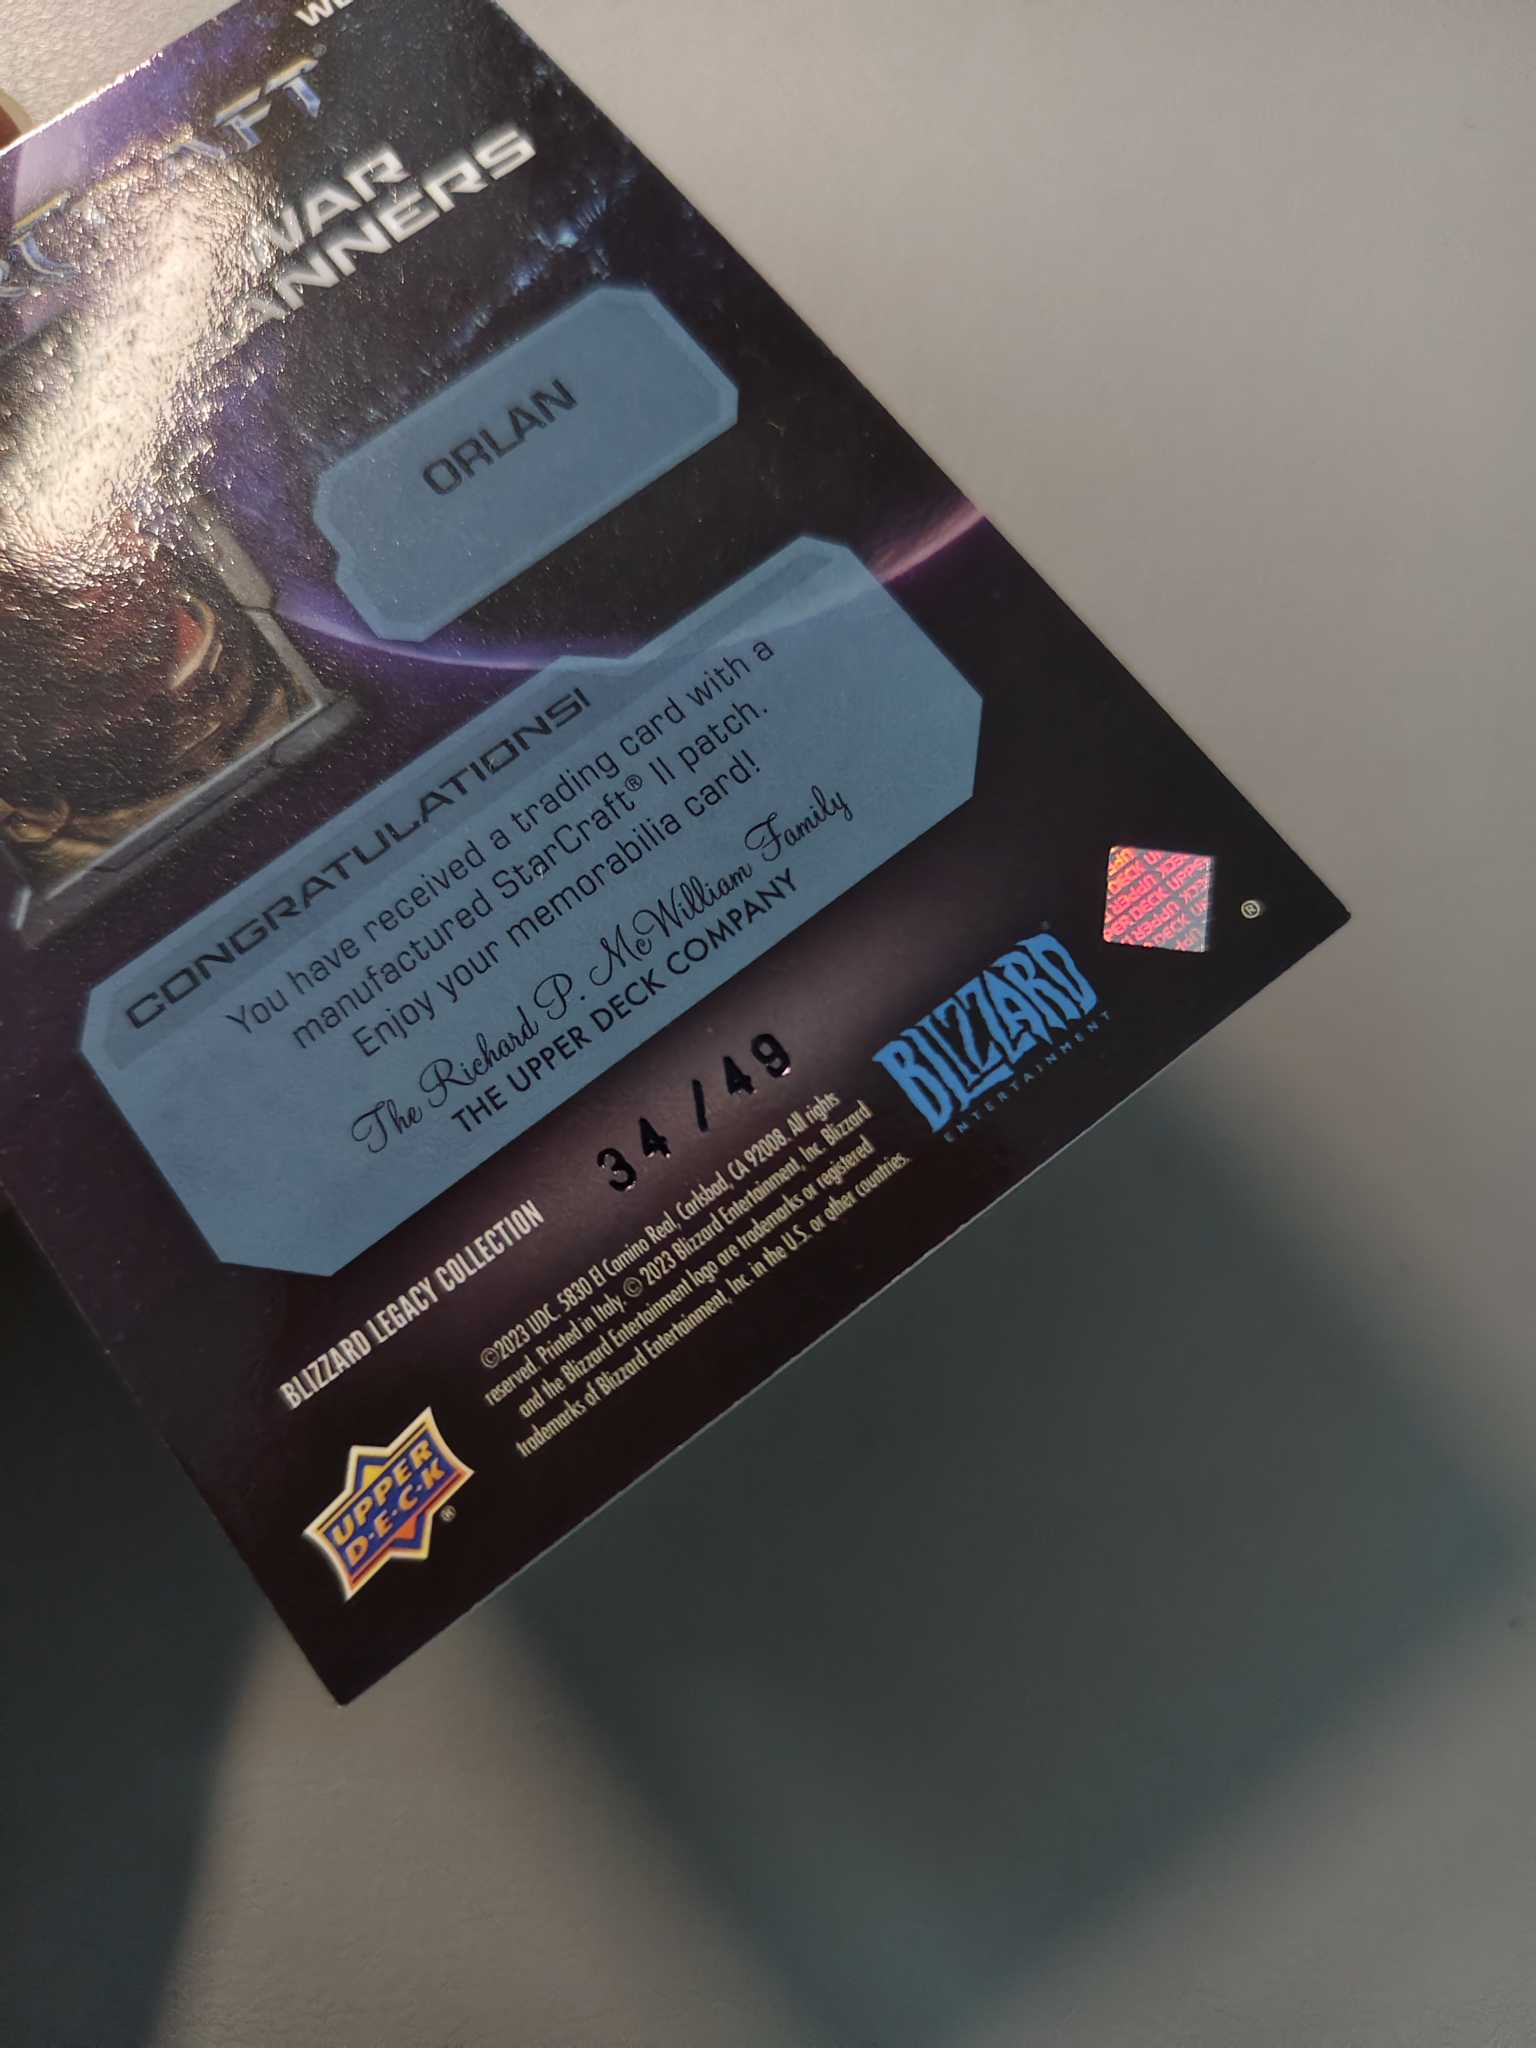 WAR
ANNERS
ORLAN
CONGRATULATIONS!
You have received a trading card with a
manufactured StarCraft® II patch.
Enjoy your memorabilia card!
The Richard P. McWilliam Family
THE UPPER DECK COMPANY
34/49
BLIZZARD LEGACY COLLECTION
©2023 UDC. 5830 El Camino Real, Carlsbad, CA 92008. All rights
reserved. Printed in Italy. © 2023 Blizzard Entertainment, Inc. Blizzard
and the Blizzard Entertainment logo are trademarks or registered
trademarks of Blizzard Entertainment, Inc. in the U.S. or other countries.
UPPER
D·E·C·K
®
BLIZZARD
ENTERTAINMENT
®